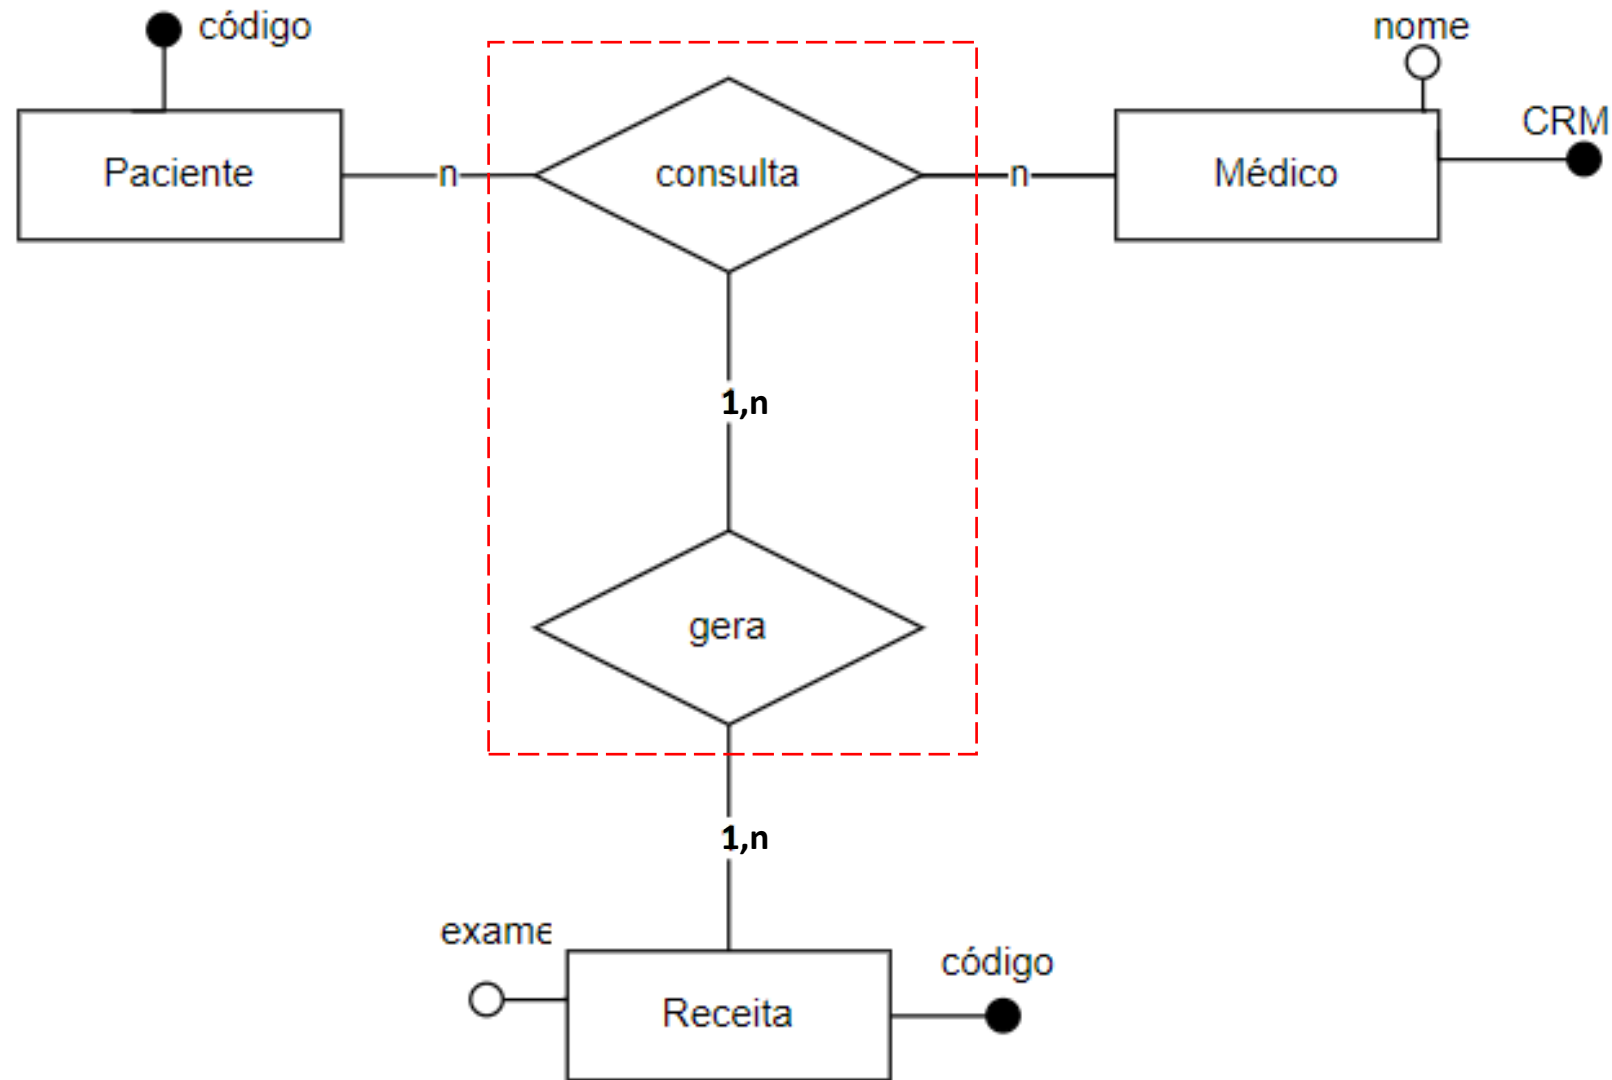 código
nome
CRM
Paciente
n
consulta
n
Médico
1,n
gera
1,n
exame
código
Receita